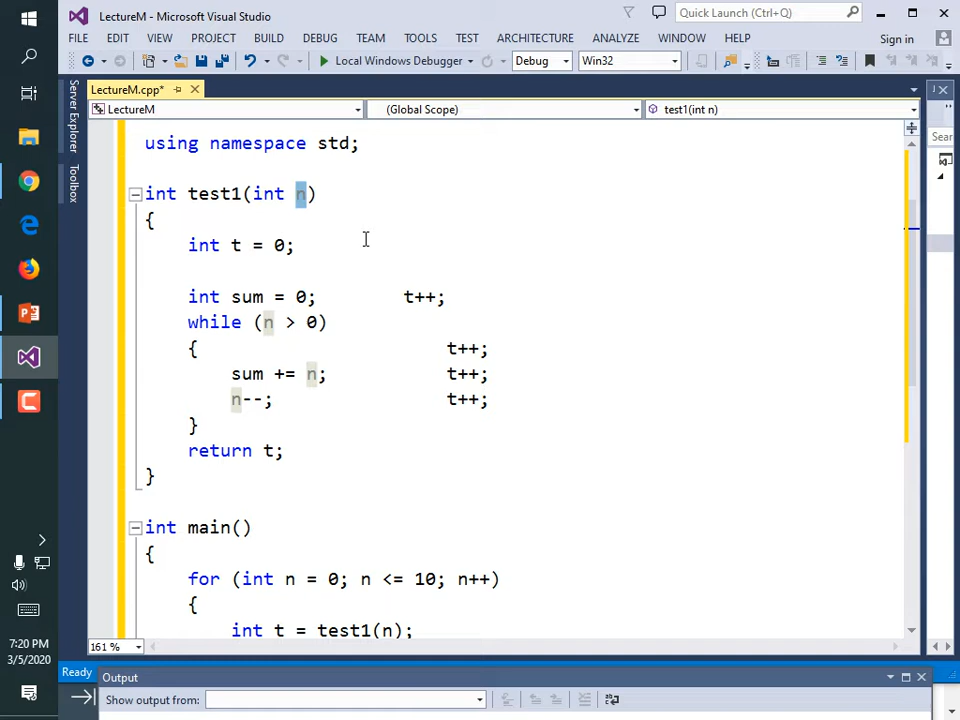 LectureM - Microsoft Visual Studio
Quick Launch (Ctrl+Q)
FILE EDIT VIEW PROJECT BUILD DEBUG TEAM TOOLS TEST ARCHITECTURE ANALYZE WINDOW HELP Sign in
Local Windows Debugger Debug Win32
LectureM.cpp*
LectureM (Global Scope) test1(int n)
Server Explorer
Toolbox
Sear
using namespace std;
int test1(int n)
{
int t = 0;
int sum = 0; t++;
while (n > 0)
{ t++;
sum += n; t++;
n--; t++;
}
return t;
}
int main()
{
for (int n = 0; n <= 10; n++)
{
int t = test1(n);
161 %
7:20 PM
3/5/2020
Ready
Output
Show output from: